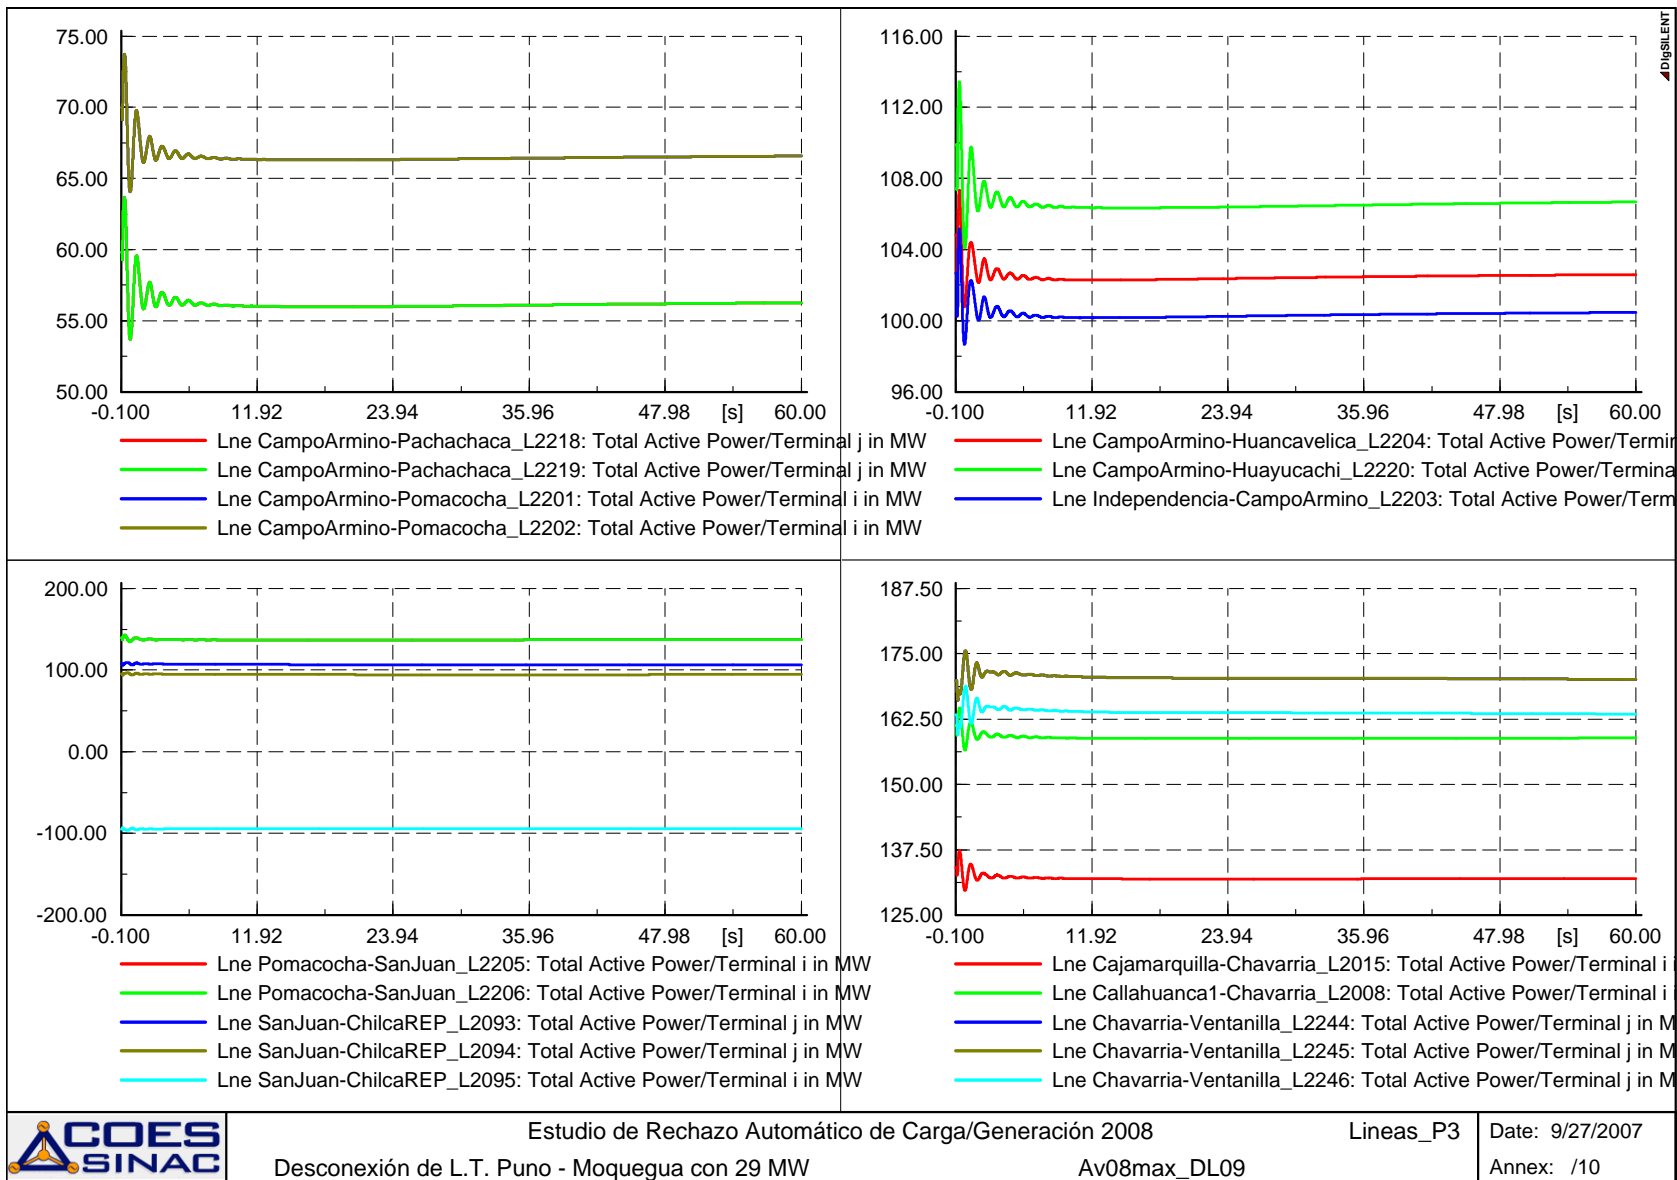 DIgSILENT
75.00
70.00
65.00
60.00
55.00
50.00
-0.100 11.92 23.94 35.96 47.98 [s] 60.00
Lne CampoArmino-Pachachaca_L2218: Total Active Power/Terminal j in MW
Lne CampoArmino-Pachachaca_L2219: Total Active Power/Terminal j in MW
Lne CampoArmino-Pomacocha_L2201: Total Active Power/Terminal i in MW
Lne CampoArmino-Pomacocha_L2202: Total Active Power/Terminal i in MW
116.00
112.00
108.00
104.00
100.00
96.00
-0.100 11.92 23.94 35.96 47.98 [s] 60.00
Lne CampoArmino-Huancavelica_L2204: Total Active Power/Termin
Lne CampoArmino-Huayucachi_L2220: Total Active Power/Termina
Lne Independencia-CampoArmino_L2203: Total Active Power/Term
200.00
100.00
0.00
-100.00
-200.00
-0.100 11.92 23.94 35.96 47.98 [s] 60.00
Lne Pomacocha-SanJuan_L2205: Total Active Power/Terminal i in MW
Lne Pomacocha-SanJuan_L2206: Total Active Power/Terminal i in MW
Lne SanJuan-ChilcaREP_L2093: Total Active Power/Terminal j in MW
Lne SanJuan-ChilcaREP_L2094: Total Active Power/Terminal j in MW
Lne SanJuan-ChilcaREP_L2095: Total Active Power/Terminal i in MW
187.50
175.00
162.50
150.00
137.50
125.00
-0.100 11.92 23.94 35.96 47.98 [s] 60.00
Lne Cajamarquilla-Chavarria_L2015: Total Active Power/Terminal i i
Lne Callahuanca1-Chavarria_L2008: Total Active Power/Terminal i i
Lne Chavarria-Ventanilla_L2244: Total Active Power/Terminal j in M
Lne Chavarria-Ventanilla_L2245: Total Active Power/Terminal j in M
Lne Chavarria-Ventanilla_L2246: Total Active Power/Terminal j in M
COES
SINAC
Estudio de Rechazo Automático de Carga/Generación 2008 Lineas_P3
Desconexión de L.T. Puno - Moquegua con 29 MW Av08max_DL09
Date: 9/27/2007
Annex: /10